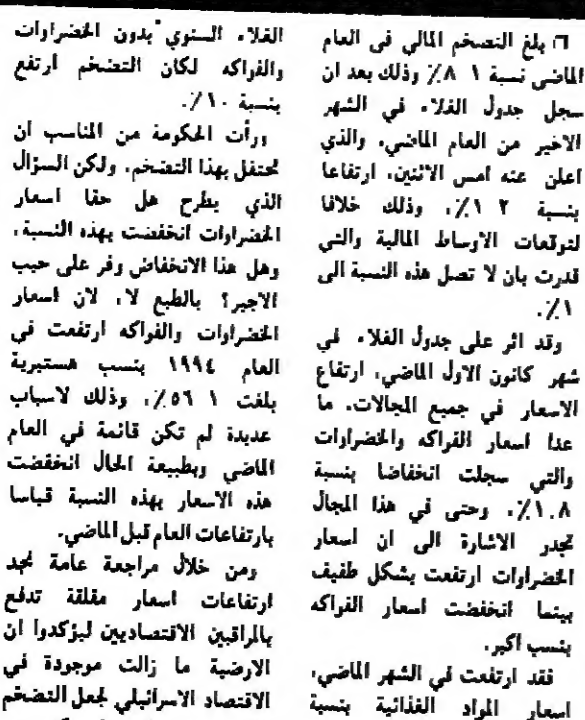 □ بلغ التضخم المالي في العام
الماضي نسبة ١ ٨٪ وذلك بعد ان
سجل جدول الغلاء في الشهر
الاخير من العام الماضي، والذي
اعلن عنه امس الاثنين، ارتفاعا
بنسبة ٢ ١٪، وذلك خلافا
لتوقعات الاوساط المالية والتي
قدرت بان لا تصل هذه النسبة الى
١٪.
وقد اثر على جدول الغلاء في
شهر كانون الاول الماضي، ارتفاع
الاسعار في جميع المجالات، ما
عدا اسعار الفراكه والخضراوات
والتي سجلت انخفاضا بنسبة
١.٨٪. وحتى في هذا المجال
تجدر الاشارة الى ان اسعار
الخضراوات ارتفعت بشكل طفيف
بينما انخفضت اسعار الفراكه
بنسب اكبر.
فقد ارتفعت في الشهر الماضي،
اسعار المواد الغذائية بنسبة
الغلاء السنوي بدون الخضراوات
والفراكه لكان التضخم ارتفع
بنسبة ١٠٪.
ورأت الحكومة من المناسب ان
تحتفل بهذا التضخم. ولكن السؤال
الذي يطرح هل حقا اسعار
الخضراوات انخفضت بهذه النسبة،
وهل هذا الانخفاض وفر على جيب
الاجير؟ بالطبع لا، لان اسعار
الخضراوات والفراكه ارتفعت في
العام ١٩٩٤ بنسب هستيرية
بلغت ١ ٥٦٪، وذلك لاسباب
عديدة لم تكن قائمة في العام
الماضي وبطبيعة الحال انخفضت
هذه الاسعار بهذه النسبة قياسا
بارتفاعات العام قبل الماضي.
ومن خلال مراجعة عامة نجد
ارتفاعات اسعار مقلقة تدفع
بالمراقبين الاقتصاديين ليؤكدوا ان
الارضية ما زالت موجودة في
الاقتصاد الاسرائيلي لجعل التضخم